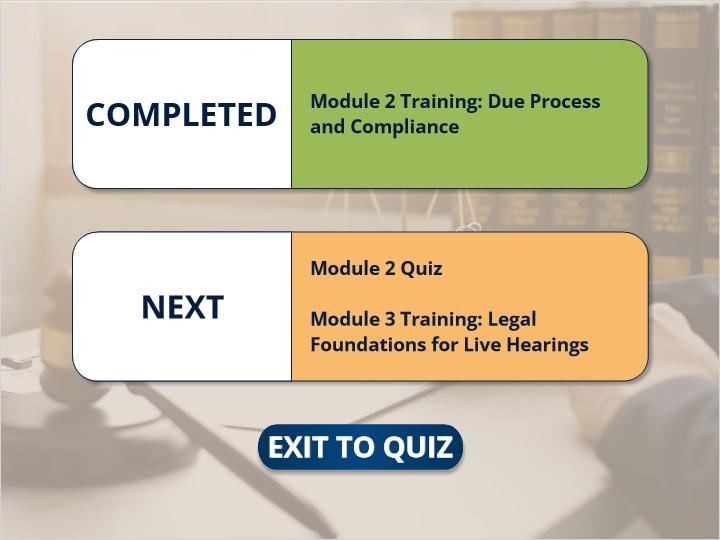 COMPLETED
Module 2 Training: Due Process
and Compliance
NEXT
Module 2 Quiz
Module 3 Training: Legal
Foundations for Live Hearings
EXIT TO QUIZ